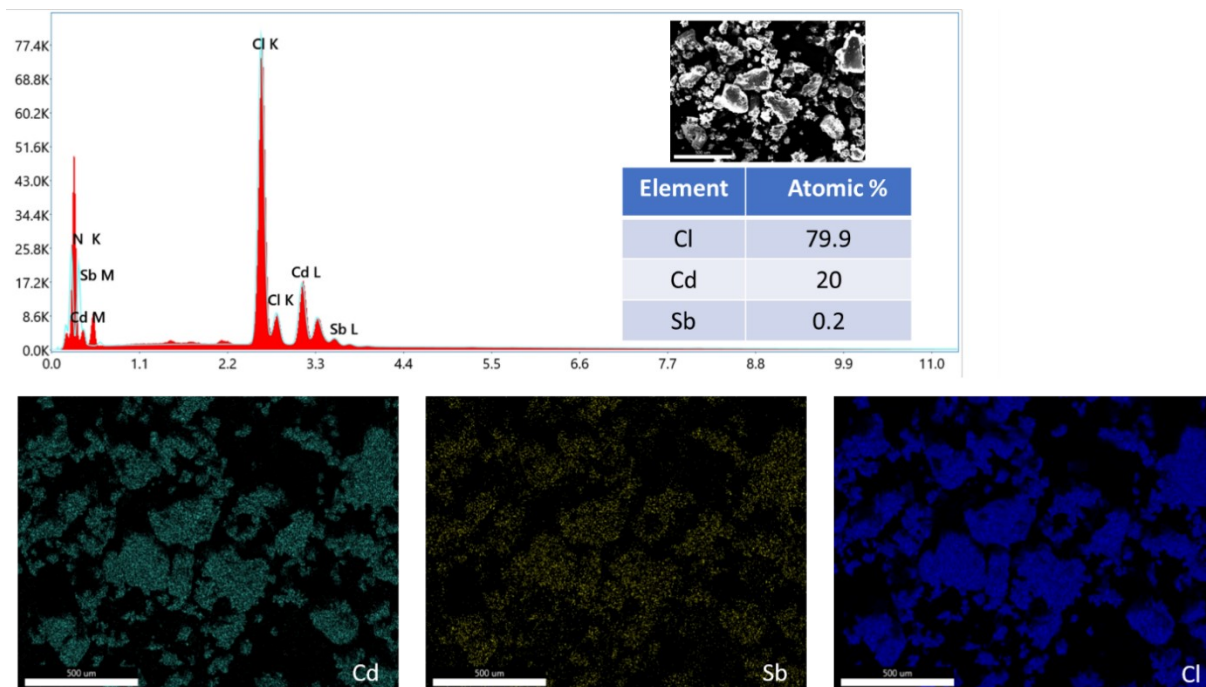 77.4K
68.8K
60.2K
51.6K
43.0K
34.4K
25.8K
17.2K
8.6K
0.0K
Cl K
N K
Sb M
Cd M
Cl K
Cd L
Sb L
0.0 1.1 2.2 3.3 4.4 5.5 6.6 7.7 8.8 9.9 11.0
Element Atomic %
Cl 79.9
Cd 20
Sb 0.2
500 um Cd
500 um Sb
500 um Cl